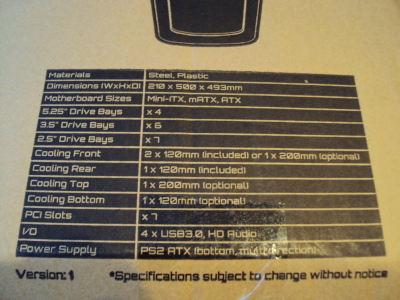 Materials Steel, Plastic
Dimensions (WxHxD) 210 x 500 x 493mm
Motherboard Sizes Mini-ITX, mATX, ATX
5.25" Drive Bays x 4
3.5" Drive Bays x 6
2.5" Drive Bays x 7
Cooling Front 2 x 120mm (included) or 1 x 200mm (optional)
Cooling Rear 1 x 120mm (included)
Cooling Top 1 x 200mm (optional)
Cooling Bottom 1 x 120mm (optional)
PCI Slots x 7
I/O 4 x USB3.0, HD Audio
Power Supply PS2 ATX (bottom, multi direction)
Version: 1 *Specifications subject to change without notice